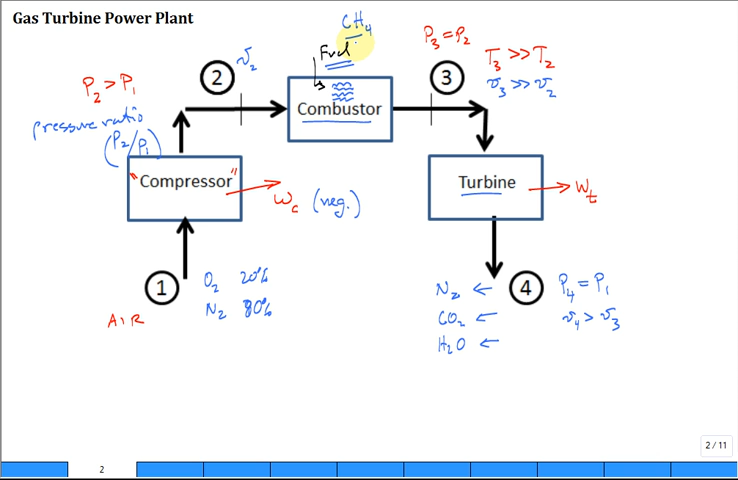 Gas Turbine Power Plant
CH₄
Fuel
P₃ = P₂
T₃ >> T₂
v₃ >> v₂
2
v₂
3
P₂ > P₁
pressure ratio
(P₂/P₁)
Combustor
"Compressor"
Wc (neg.)
Turbine
Wt
1
O₂ 20%
N₂ 80%
AIR
4
N₂ ←
CO₂ ←
H₂O ←
P₄ = P₁
v₄ > v₃
2 / 11
2